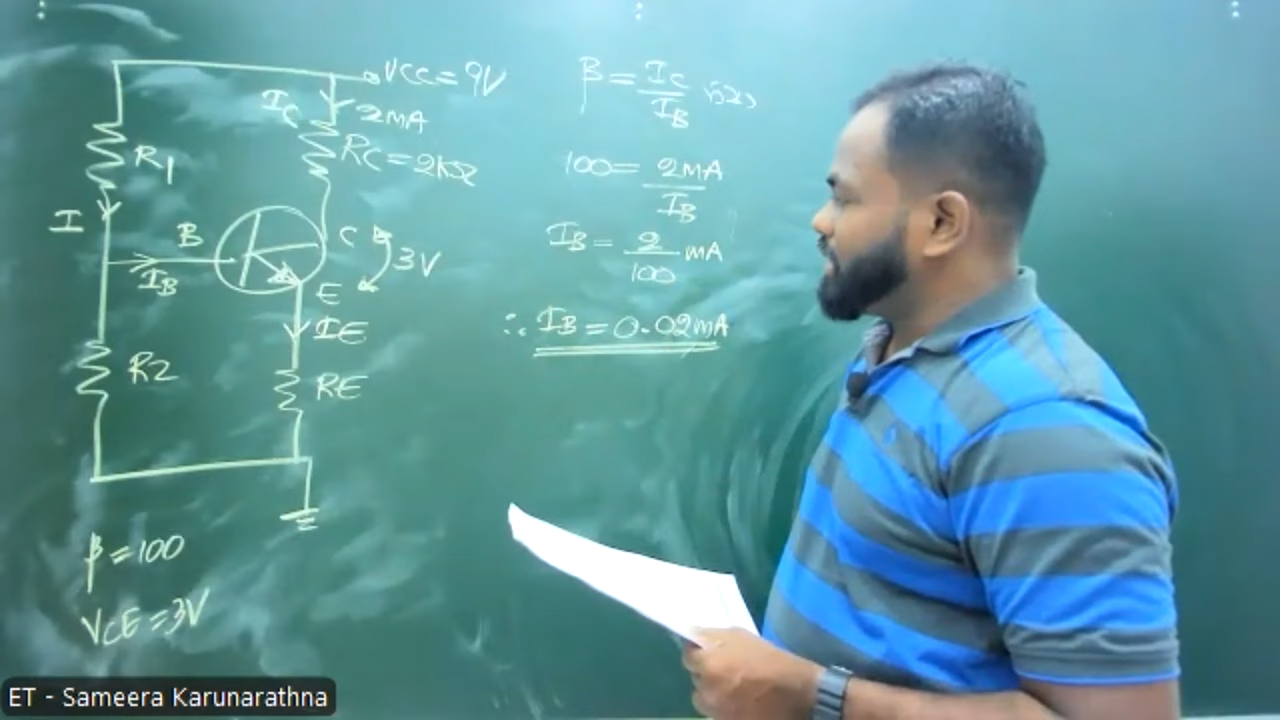 VCC = 9V
IC
2mA
R1
RC = 2kΩ
I
B
C
3V
IB
E
IE
R2
RE
β = 100
VCE = 3V
β = IC / IB
100 = 2mA / IB
IB = 2 / 100 mA
∴ IB = 0.02mA
ET - Sameera Karunarathna